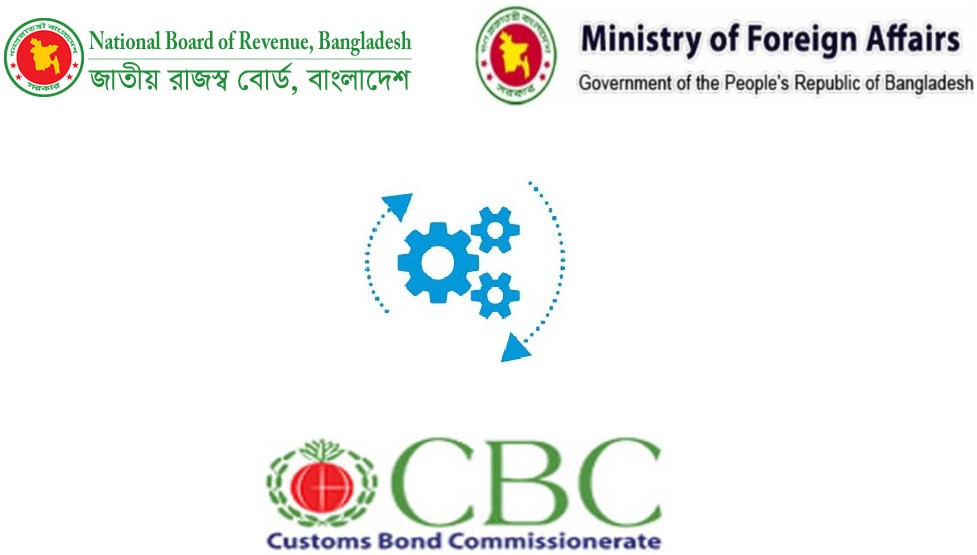 National Board of Revenue, Bangladesh
জাতীয় রাজস্ব বোর্ড, বাংলাদেশ
Ministry of Foreign Affairs
Government of the People's Republic of Bangladesh
CBC
Customs Bond Commissionerate